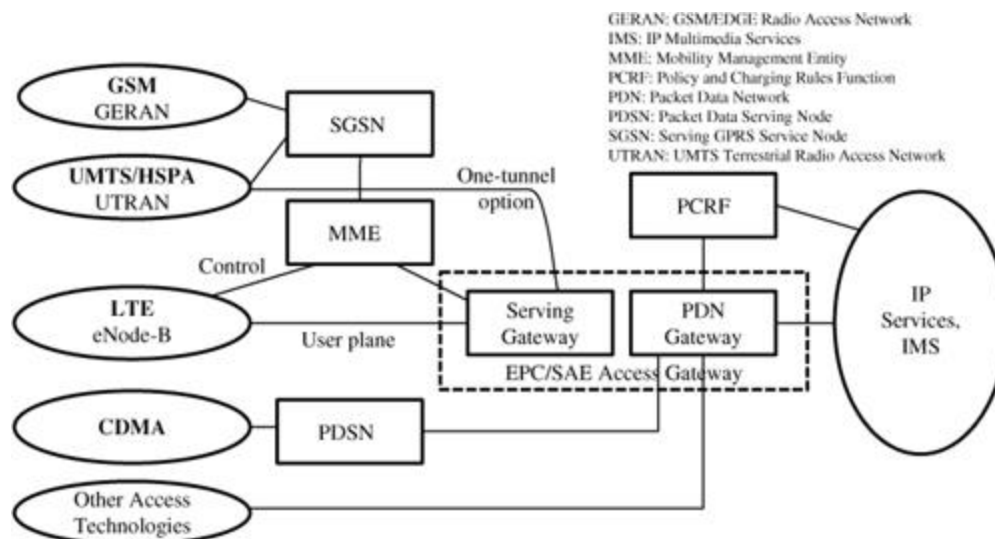 GERAN: GSM/EDGE Radio Access Network
IMS: IP Multimedia Services
MME: Mobility Management Entity
PCRF: Policy and Charging Rules Function
PDN: Packet Data Network
PDSN: Packet Data Serving Node
SGSN: Serving GPRS Service Node
UTRAN: UMTS Terrestrial Radio Access Network
GSM
GERAN
SGSN
UMTS/HSPA
UTRAN
One-tunnel
option
PCRF
MME
Control
LTE
eNode-B
User plane
Serving
Gateway
PDN
Gateway
EPC/SAE Access Gateway
IP
Services,
IMS
CDMA
PDSN
Other Access
Technologies